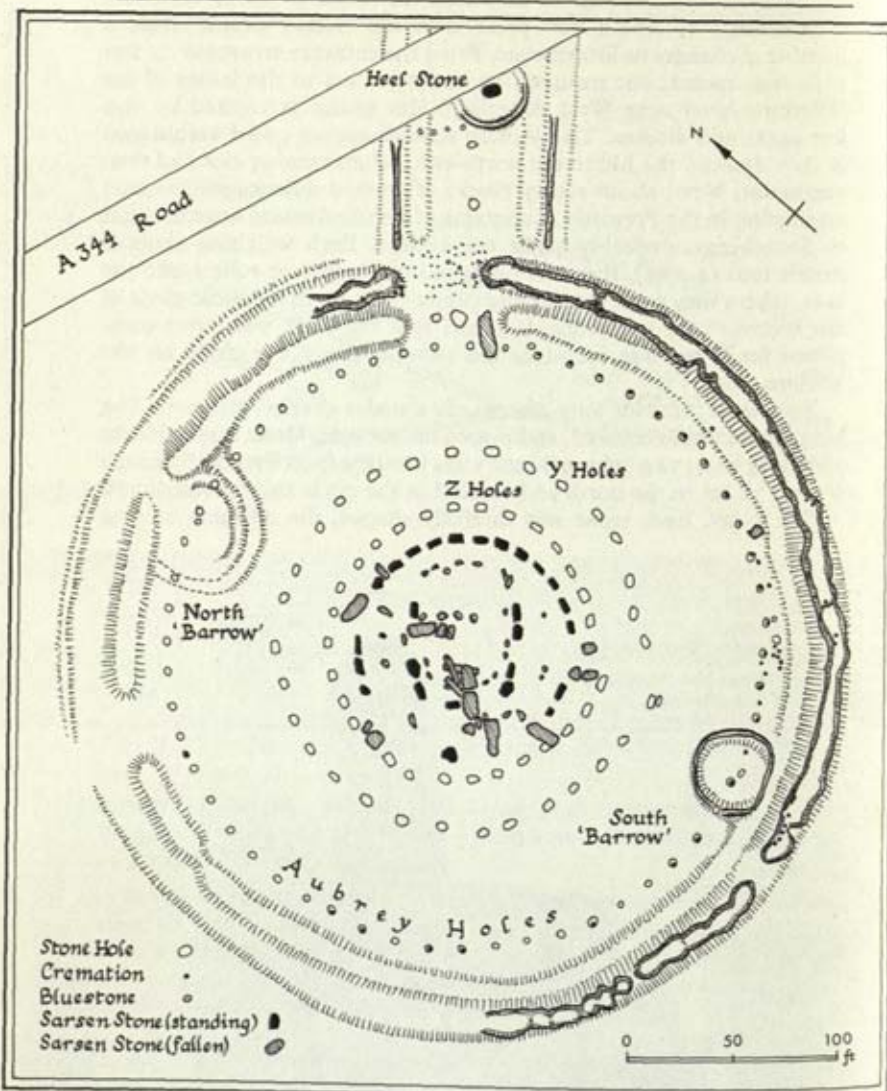 Heel Stone
N
A344 Road
Y Holes
Z Holes
North
'Barrow'
South
'Barrow'
Aubrey Holes
Stone Hole
Cremation
Bluestone
Sarsen Stone (standing)
Sarsen Stone (fallen)
0 50 100
ft